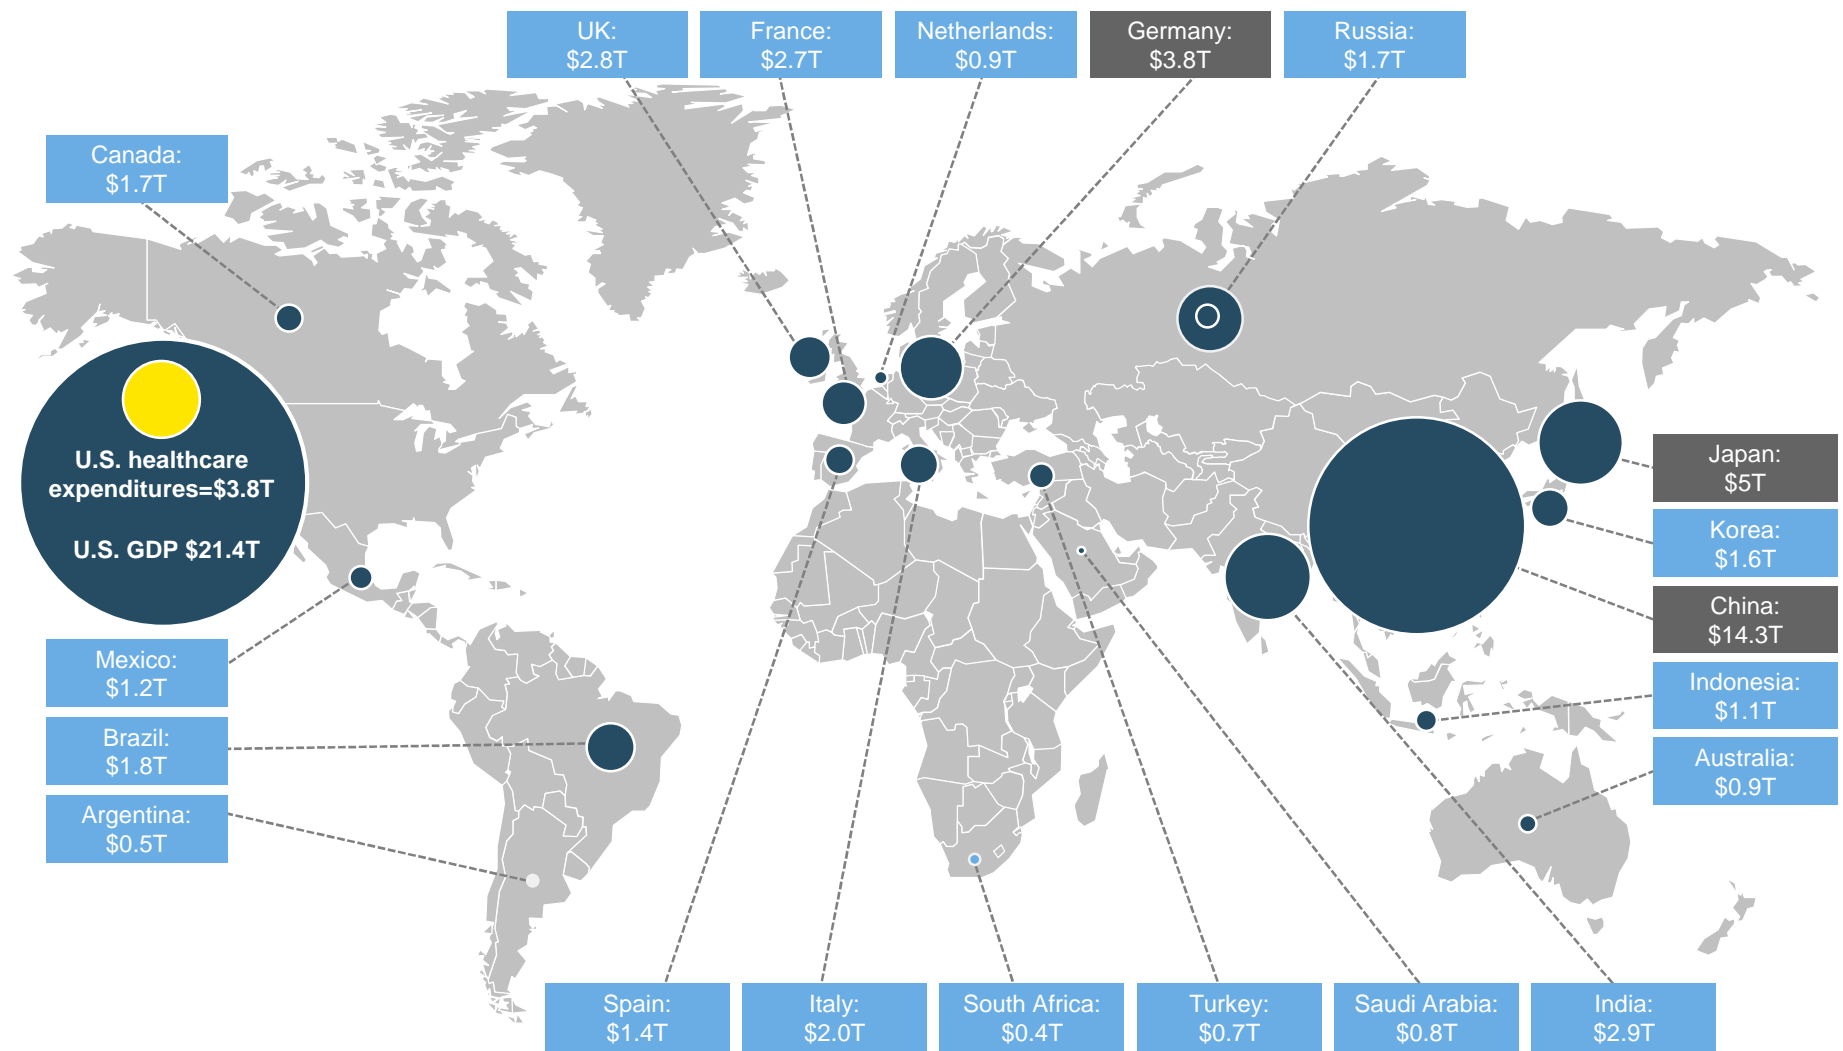 UK:
$2.8T
France:
$2.7T
Netherlands:
$0.9T
Germany:
$3.8T
Russia:
$1.7T
Canada:
$1.7T
U.S. healthcare
expenditures=$3.8T
U.S. GDP $21.4T
Japan:
$5T
Korea:
$1.6T
China:
$14.3T
Mexico:
$1.2T
Indonesia:
$1.1T
Brazil:
$1.8T
Australia:
$0.9T
Argentina:
$0.5T
Spain:
$1.4T
Italy:
$2.0T
South Africa:
$0.4T
Turkey:
$0.7T
Saudi Arabia:
$0.8T
India:
$2.9T